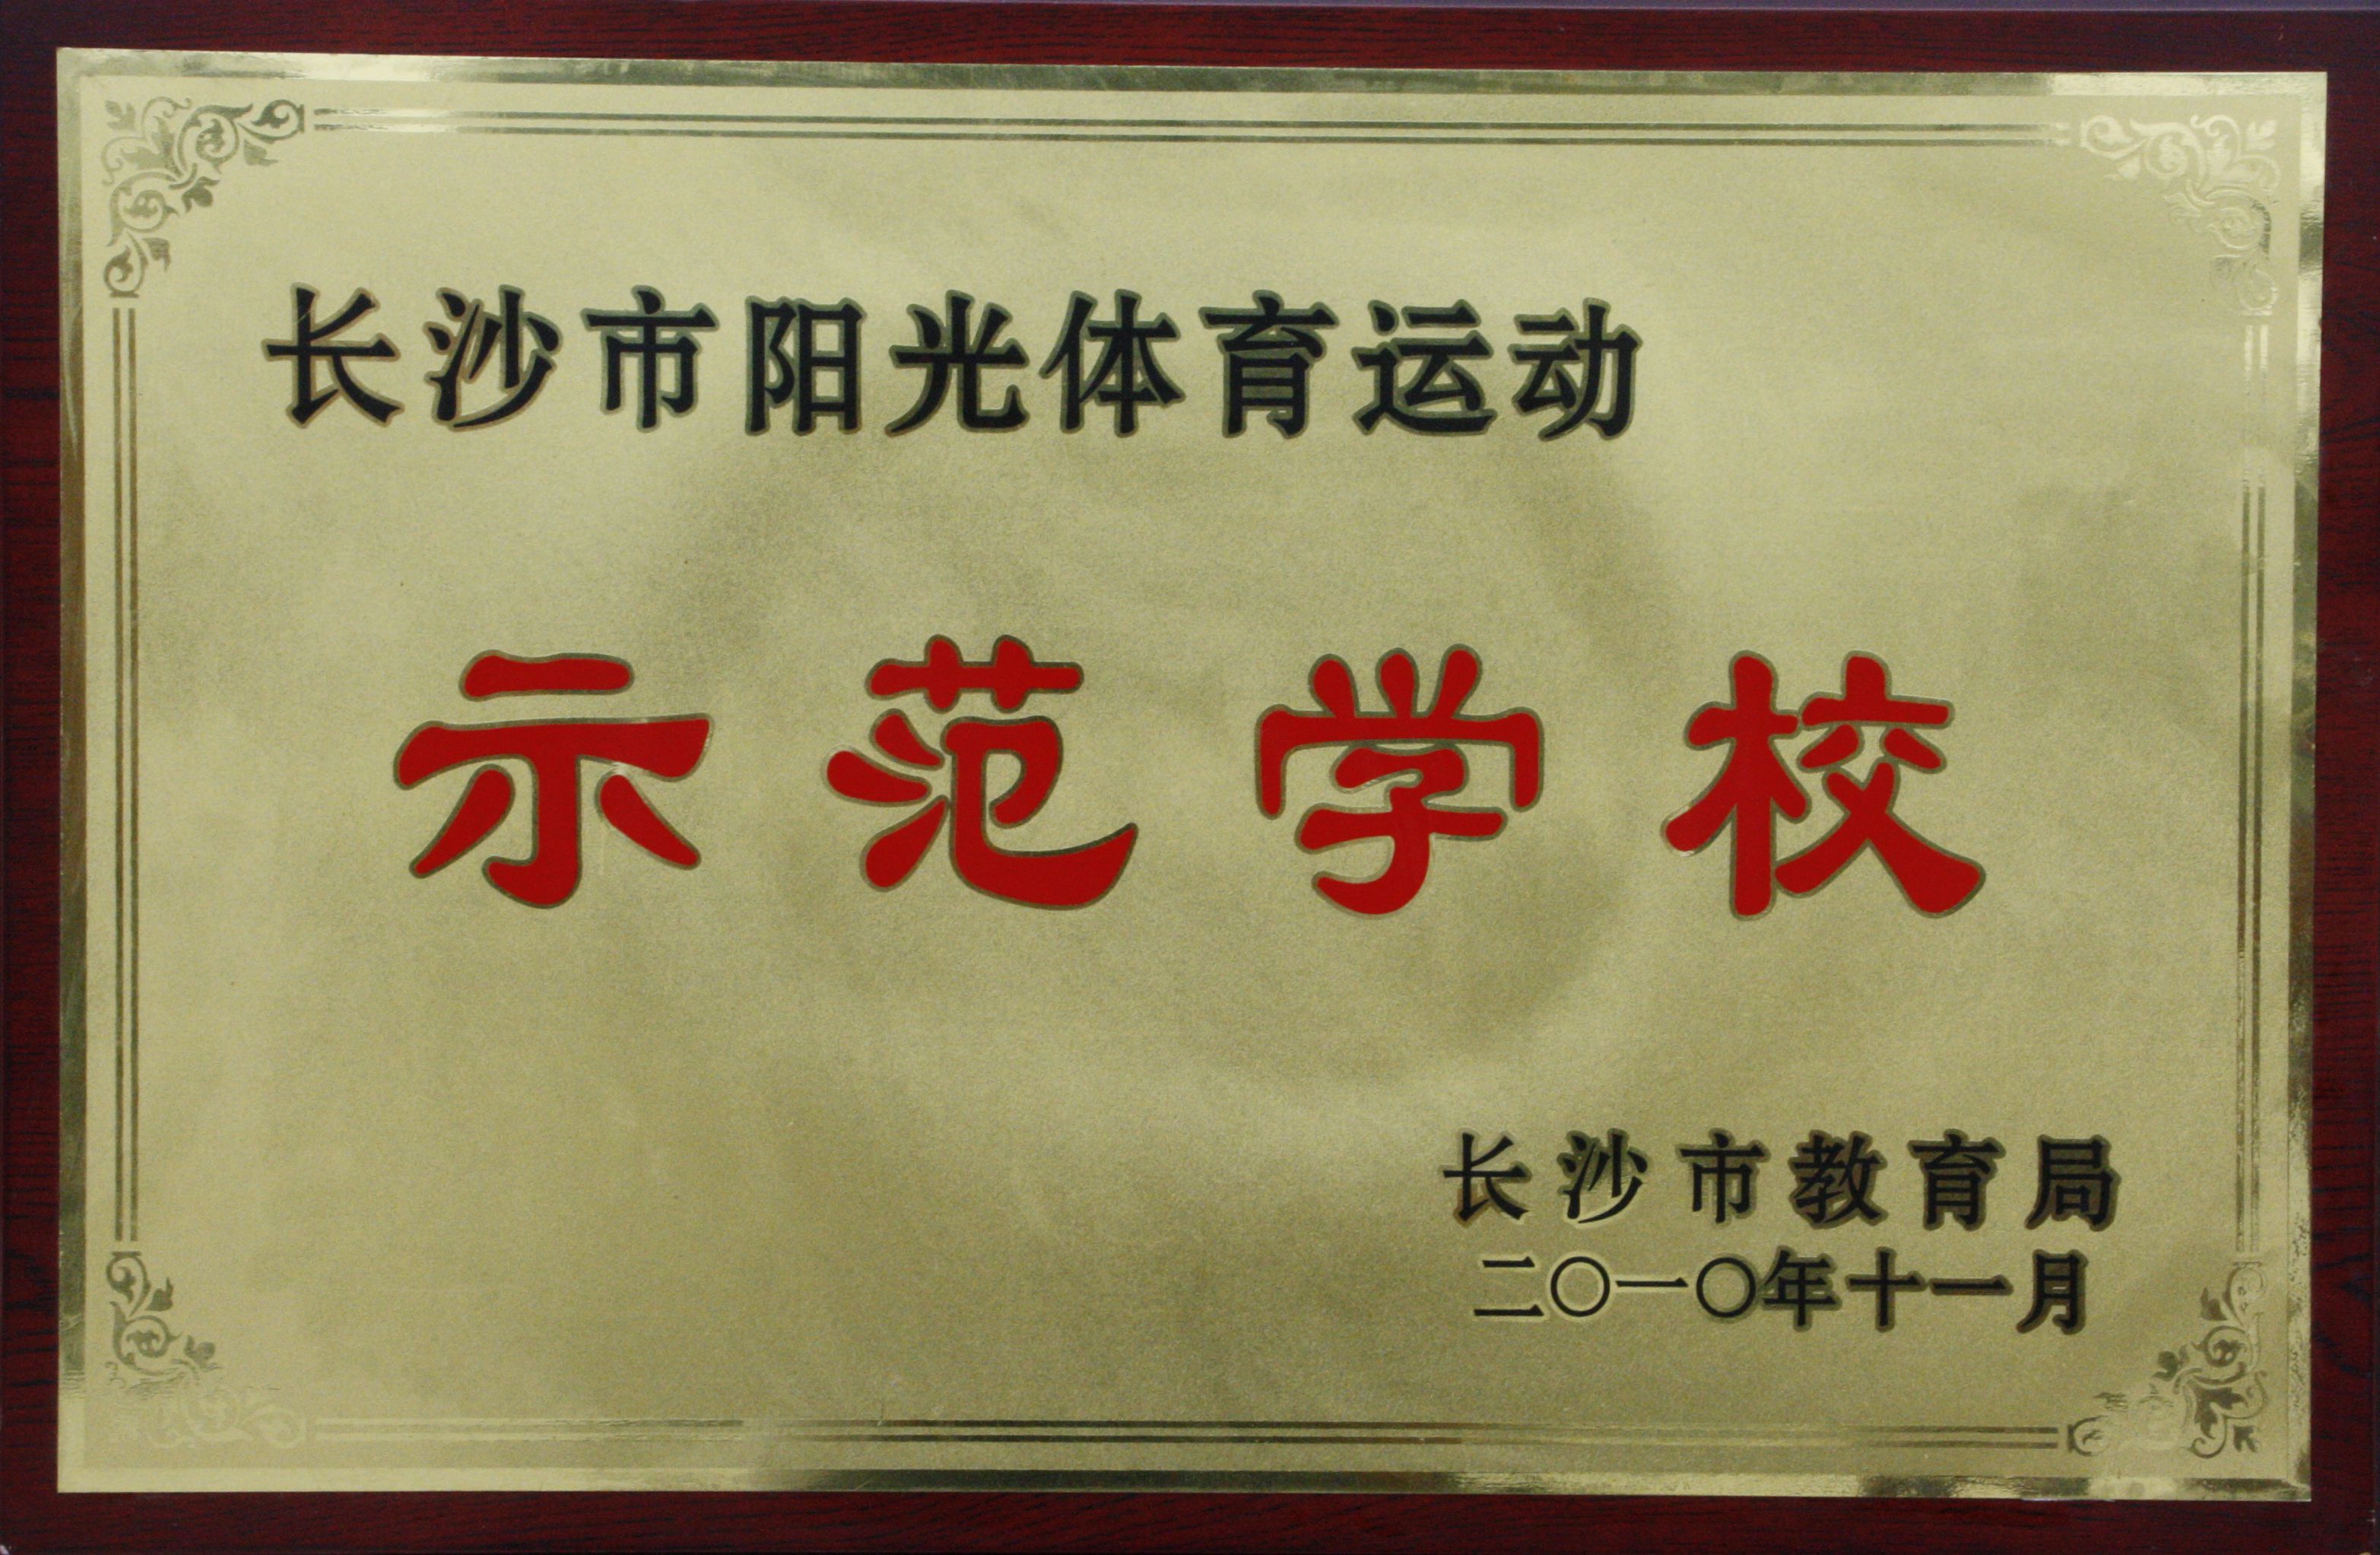 长沙市阳光体育运动
示范学校
长沙市教育局
二〇一〇年十一月